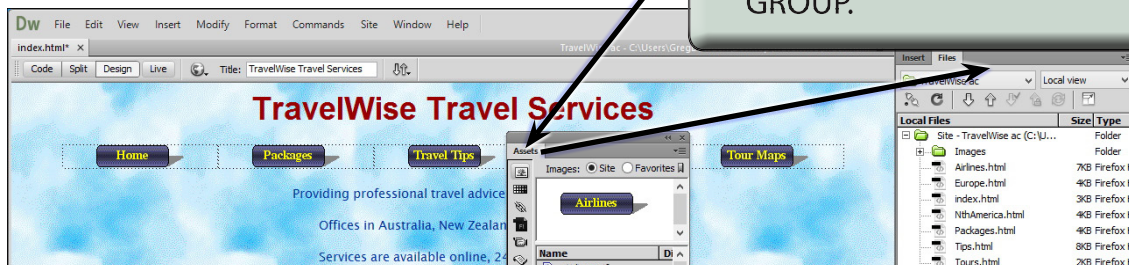 GROUP.
Dw File Edit View Insert Modify Format Commands Site Window Help
index.html* ×
Code Split Design Live Title: TravelWise Travel Services
TravelWise Travel Services
Home Packages Travel Tips Tour Maps
Providing professional travel advice
Offices in Australia, New Zealan
Services are available online, 24
Assets
Images: Site Favorites
Airlines
Name Di
Insert Files
TravelWise ac Local view
Local Files Size Type
Site - TravelWise ac (C:\U... Folder
Images Folder
Airlines.html 7KB Firefox H
Europe.html 4KB Firefox H
index.html 3KB Firefox H
NthAmerica.html 4KB Firefox H
Packages.html 4KB Firefox H
Tips.html 8KB Firefox H
Tours.html 2KB Firefox H